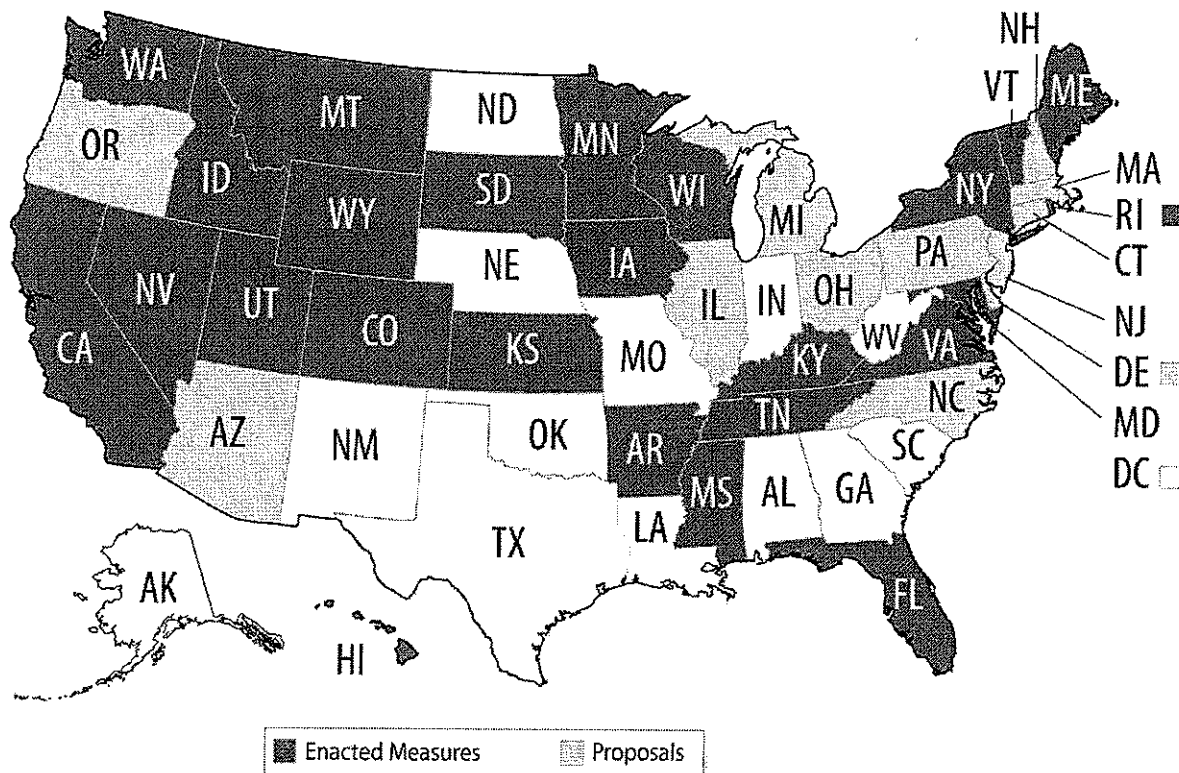 NH
WA
VT
ME
MT
ND
MN
OR
MA
ID
SD
WI
NY
RI
WY
MI
CT
IA
PA
NE
NV
IL
IN
OH
NJ
UT
CO
WV
CA
KS
MO
KY
VA
DE
NC
TN
MD
AZ
OK
NM
AR
SC
DC
MS
AL
GA
LA
TX
AK
FL
HI
Enacted Measures
Proposals